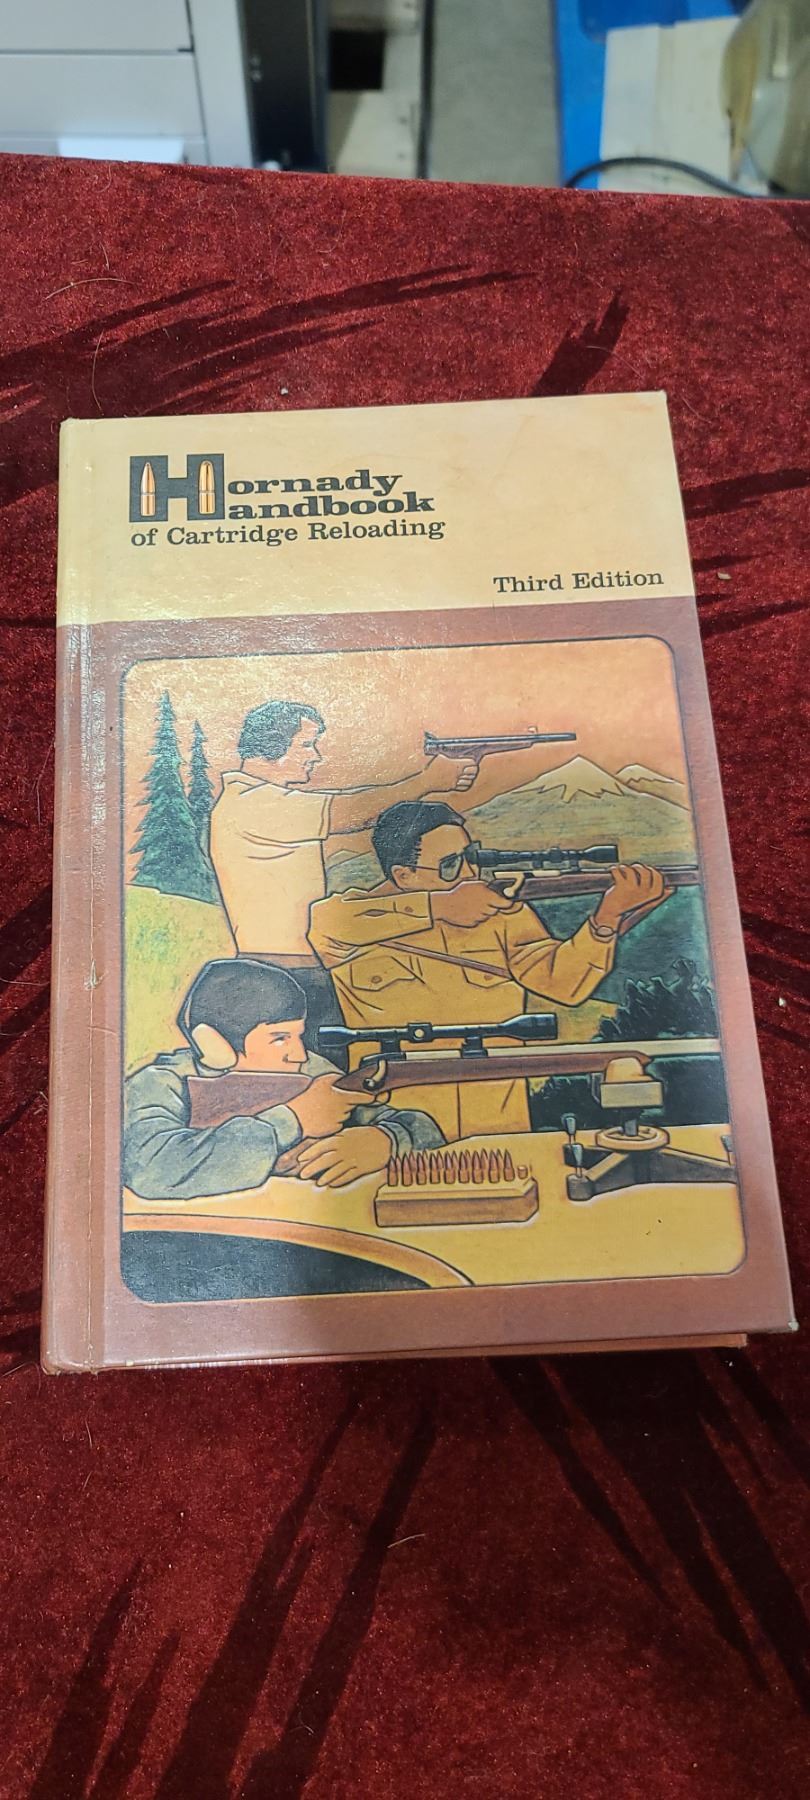 Hornady
Handbook
of Cartridge Reloading
Third Edition